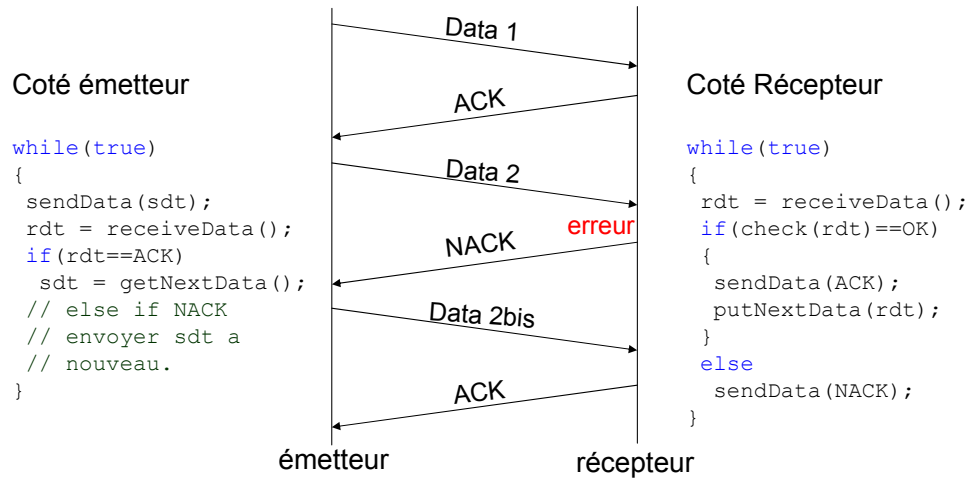 Coté émetteur
while(true)
{
sendData(sdt);
rdt = receiveData();
if(rdt==ACK)
sdt = getNextData();
// else if NACK
// envoyer sdt a
// nouveau.
}
Data 1
ACK
Data 2
erreur
NACK
Data 2bis
ACK
émetteur
récepteur
Coté Récepteur
while(true)
{
rdt = receiveData();
if(check(rdt)==OK)
{
sendData(ACK);
putNextData(rdt);
}
else
sendData(NACK);
}